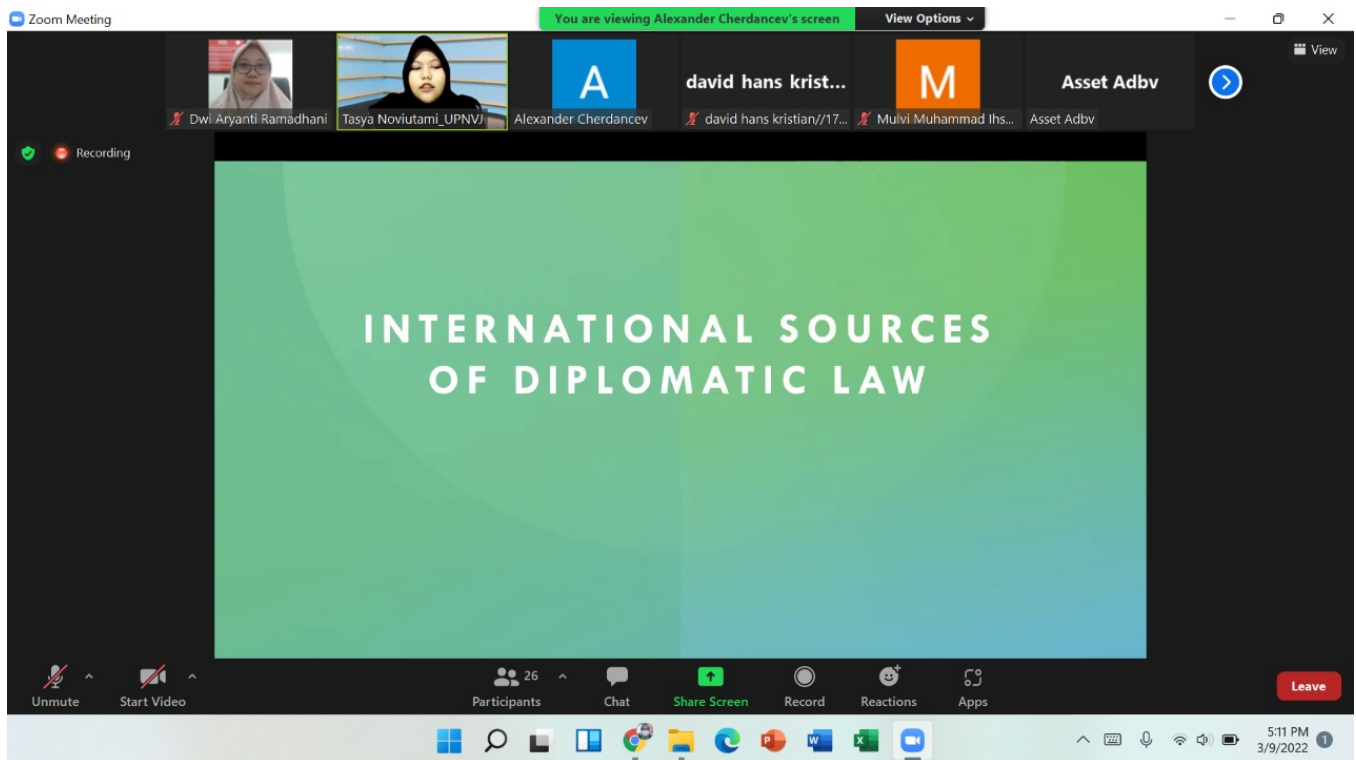 Zoom Meeting
You are viewing Alexander Cherdancev's screen
View Options
View
david hans krist...
Asset Adbv
A
M
Dwi Aryanti Ramadhani
Tasya Noviutami_UPNVJ
Alexander Cherdancev
david hans kristian//17...
Mulvi Muhammad Ihs...
Asset Adbv
Recording
INTERNATIONAL SOURCES
OF DIPLOMATIC LAW
26
Unmute
Start Video
Participants
Chat
Share Screen
Record
Reactions
Apps
Leave
5:11 PM
3/9/2022
1